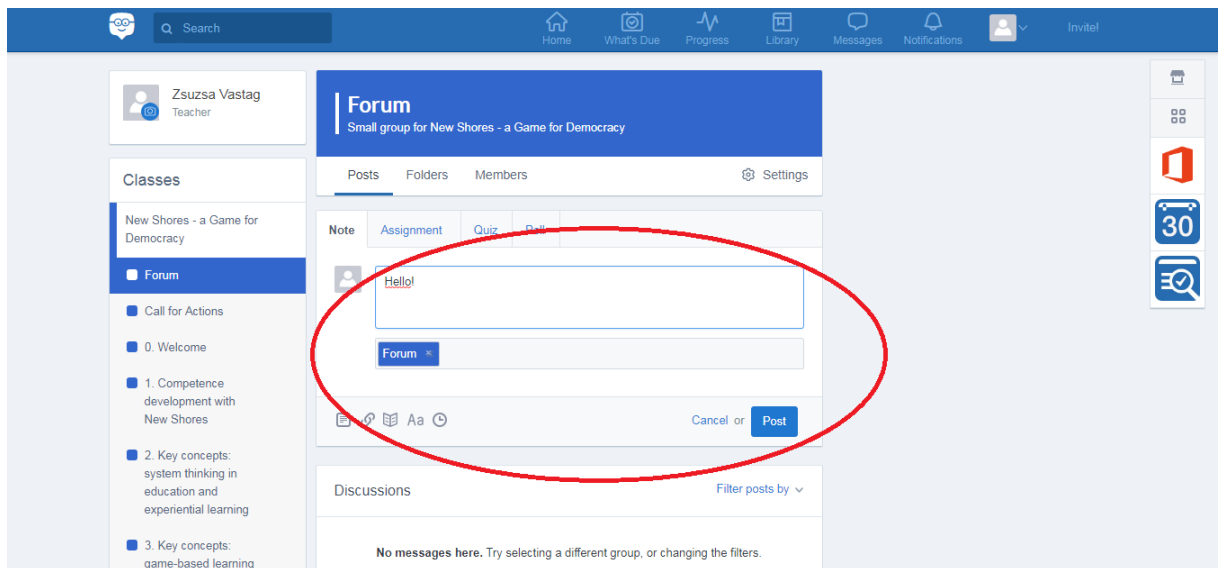 Search
Home
What's Due
Progress
Library
Messages
Notifications
Invite!
Zsuzsa Vastag
Teacher
Classes
New Shores - a Game for
Democracy
Forum
Call for Actions
0. Welcome
1. Competence
development with
New Shores
2. Key concepts:
system thinking in
education and
experiential learning
3. Key concepts:
game-based learning
Forum
Small group for New Shores - a Game for Democracy
Posts Folders Members Settings
Note Assignment Quiz Poll
Hello!
Forum ×
Aa
Cancel or Post
Discussions
Filter posts by
No messages here. Try selecting a different group, or changing the filters.
30